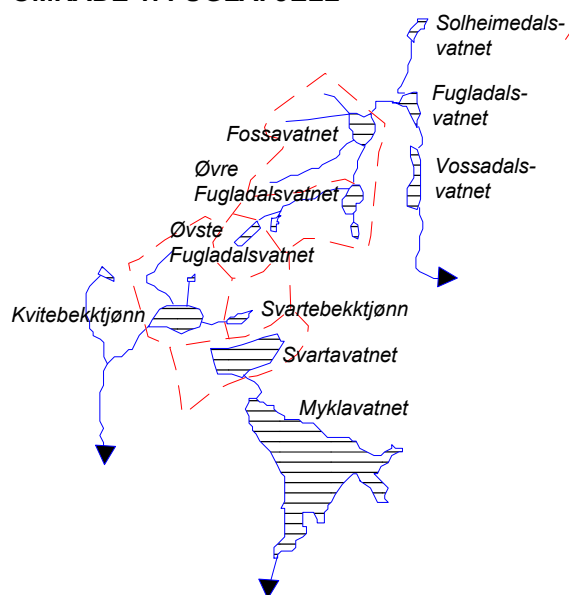 Solheimedals-
vatnet
Fugladals-
vatnet
Fossavatnet
Vossadals-
vatnet
Øvre
Fugladalsvatnet
Øvste
Fugladalsvatnet
Kvitebekktjønn
Svartebekktjønn
Svartavatnet
Myklavatnet